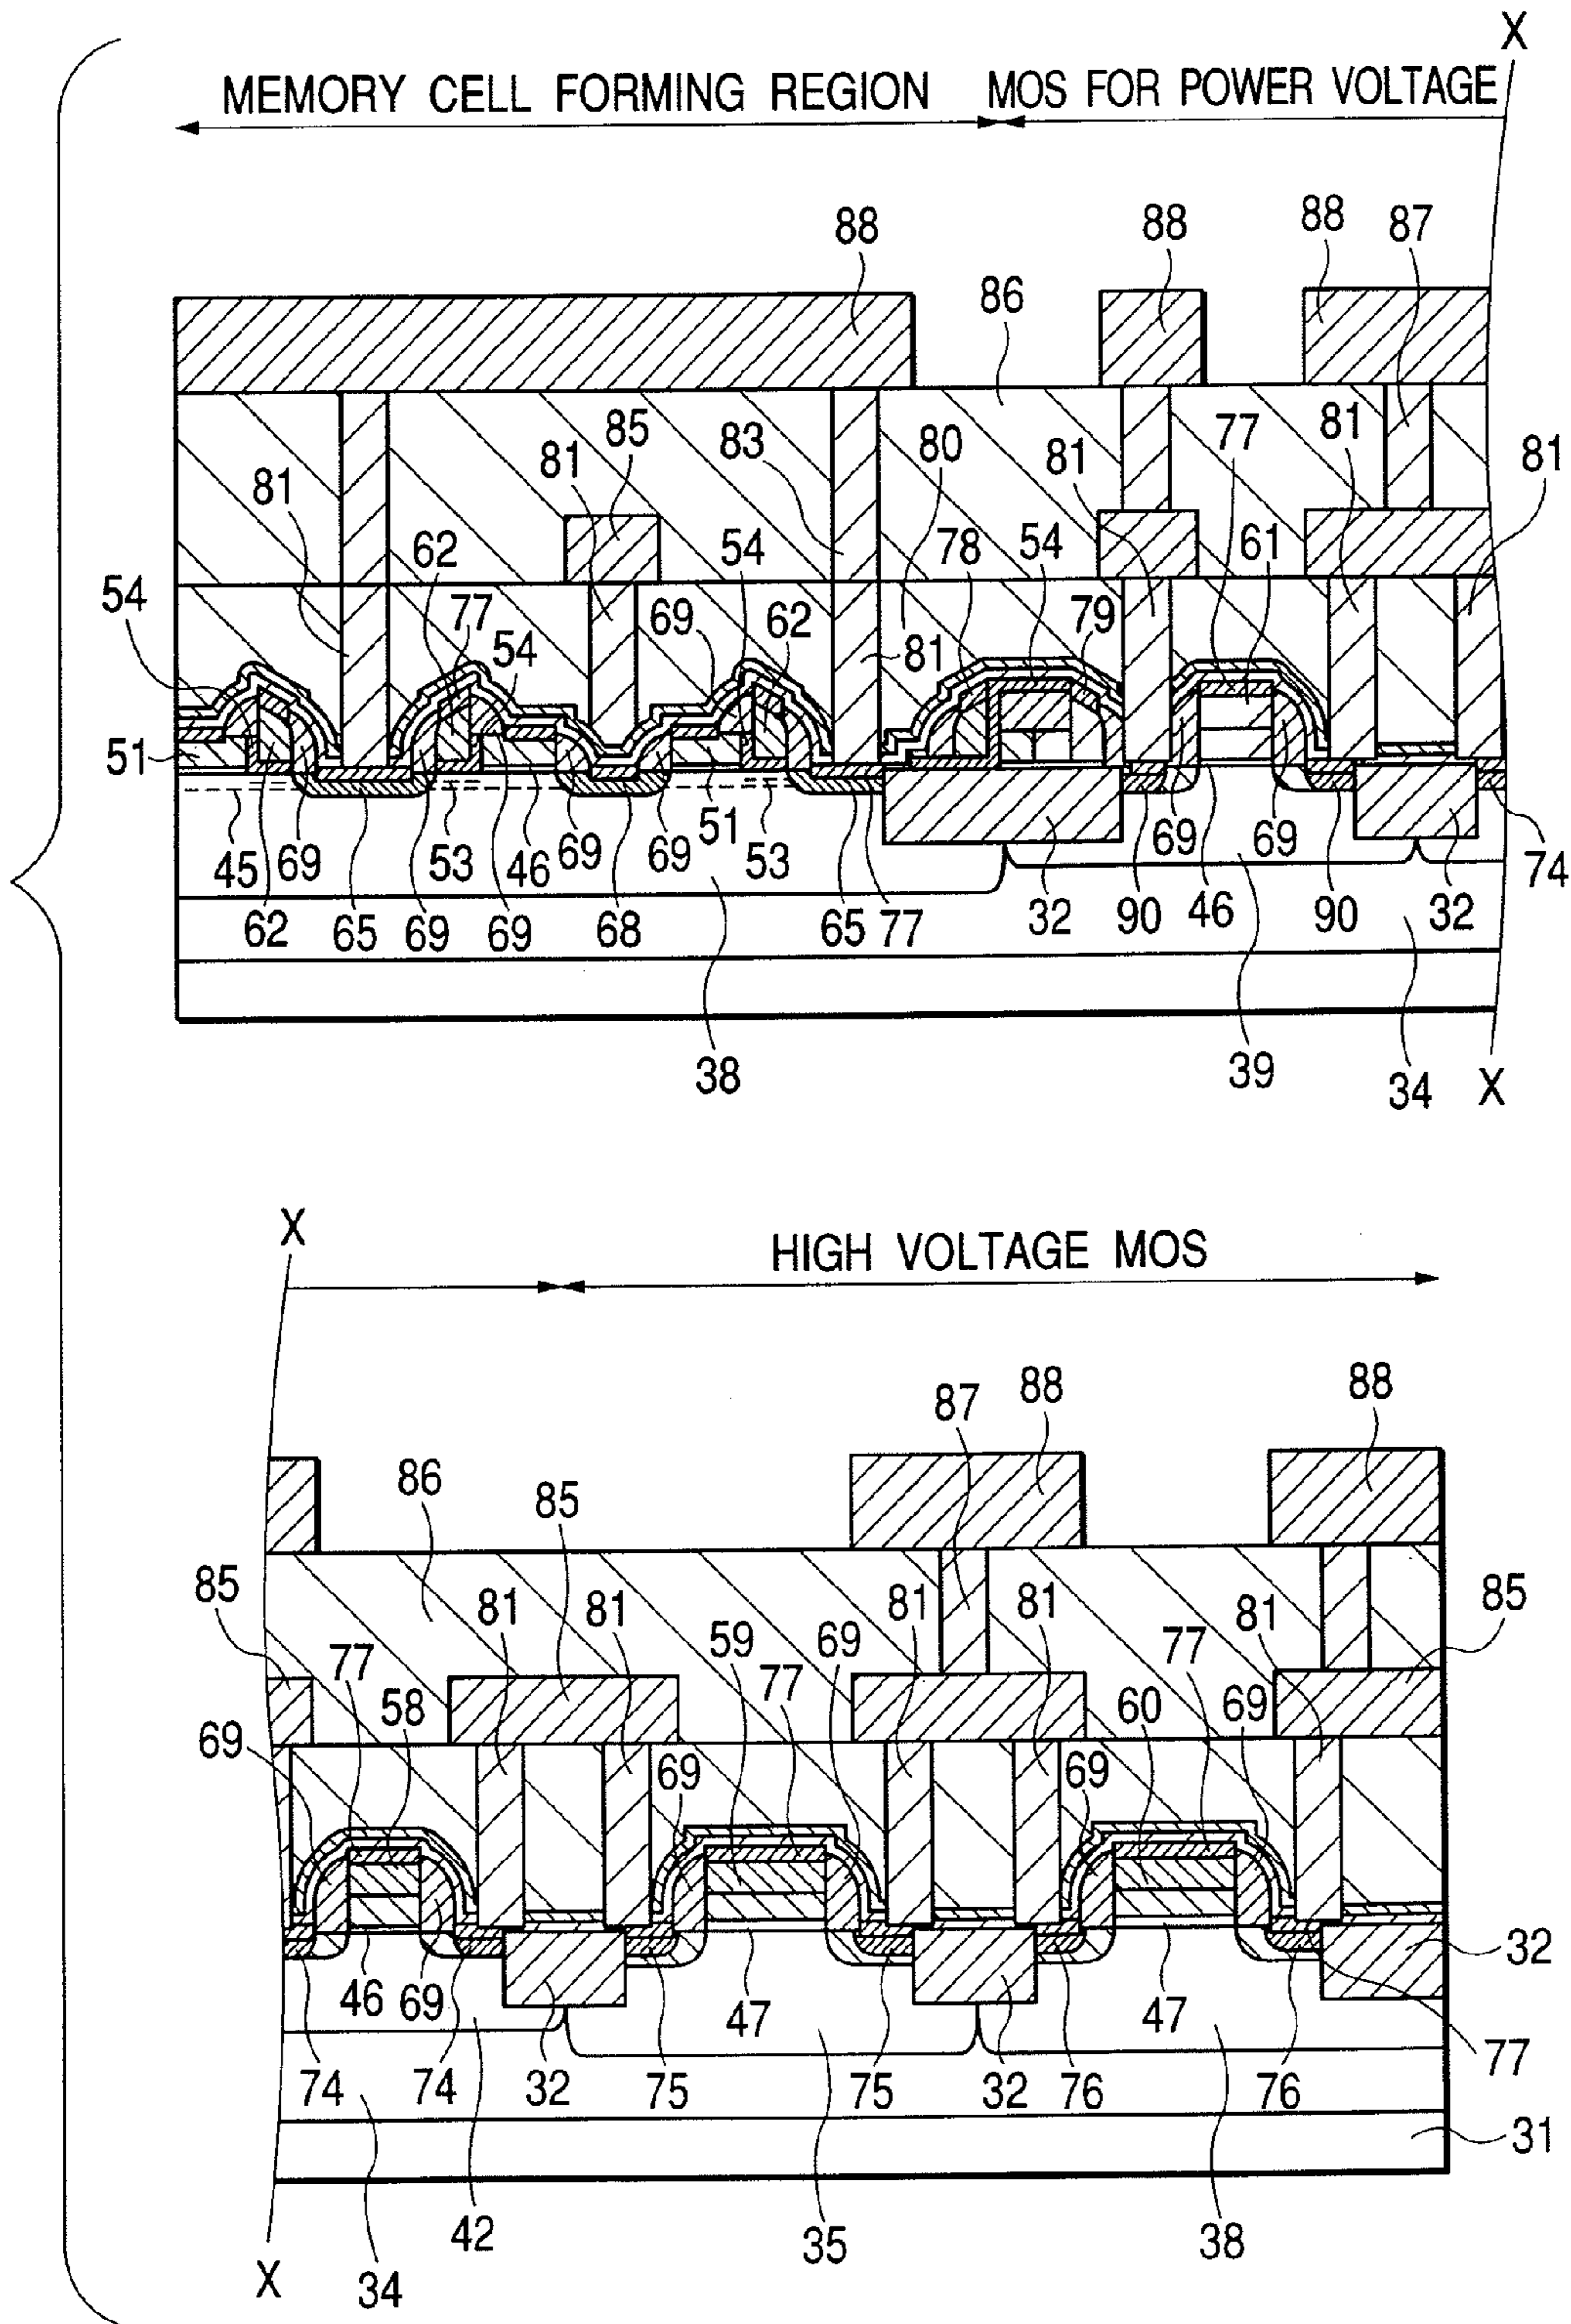 X
MEMORY CELL FORMING REGION MOS FOR POWER VOLTAGE
88 88 88 87
86
85 83 80 81 77 81 81
81 81 62 54 78 54 61
54 77 54 69 62 79
81 81
51
45 69 69 53 46 69 69 51 53 69 69 74
62 65 69 69 68 65 77 32 90 46 90 32
38 39 34 X
X HIGH VOLTAGE MOS
87 88 88
86 85
85 81 81 81 81 81 85
77 58 59 77 69 60 77
69 69 69 69
46 69 47 47 32
74 74 32 75 75 32 76 76 77
31
42 35 38
X 34